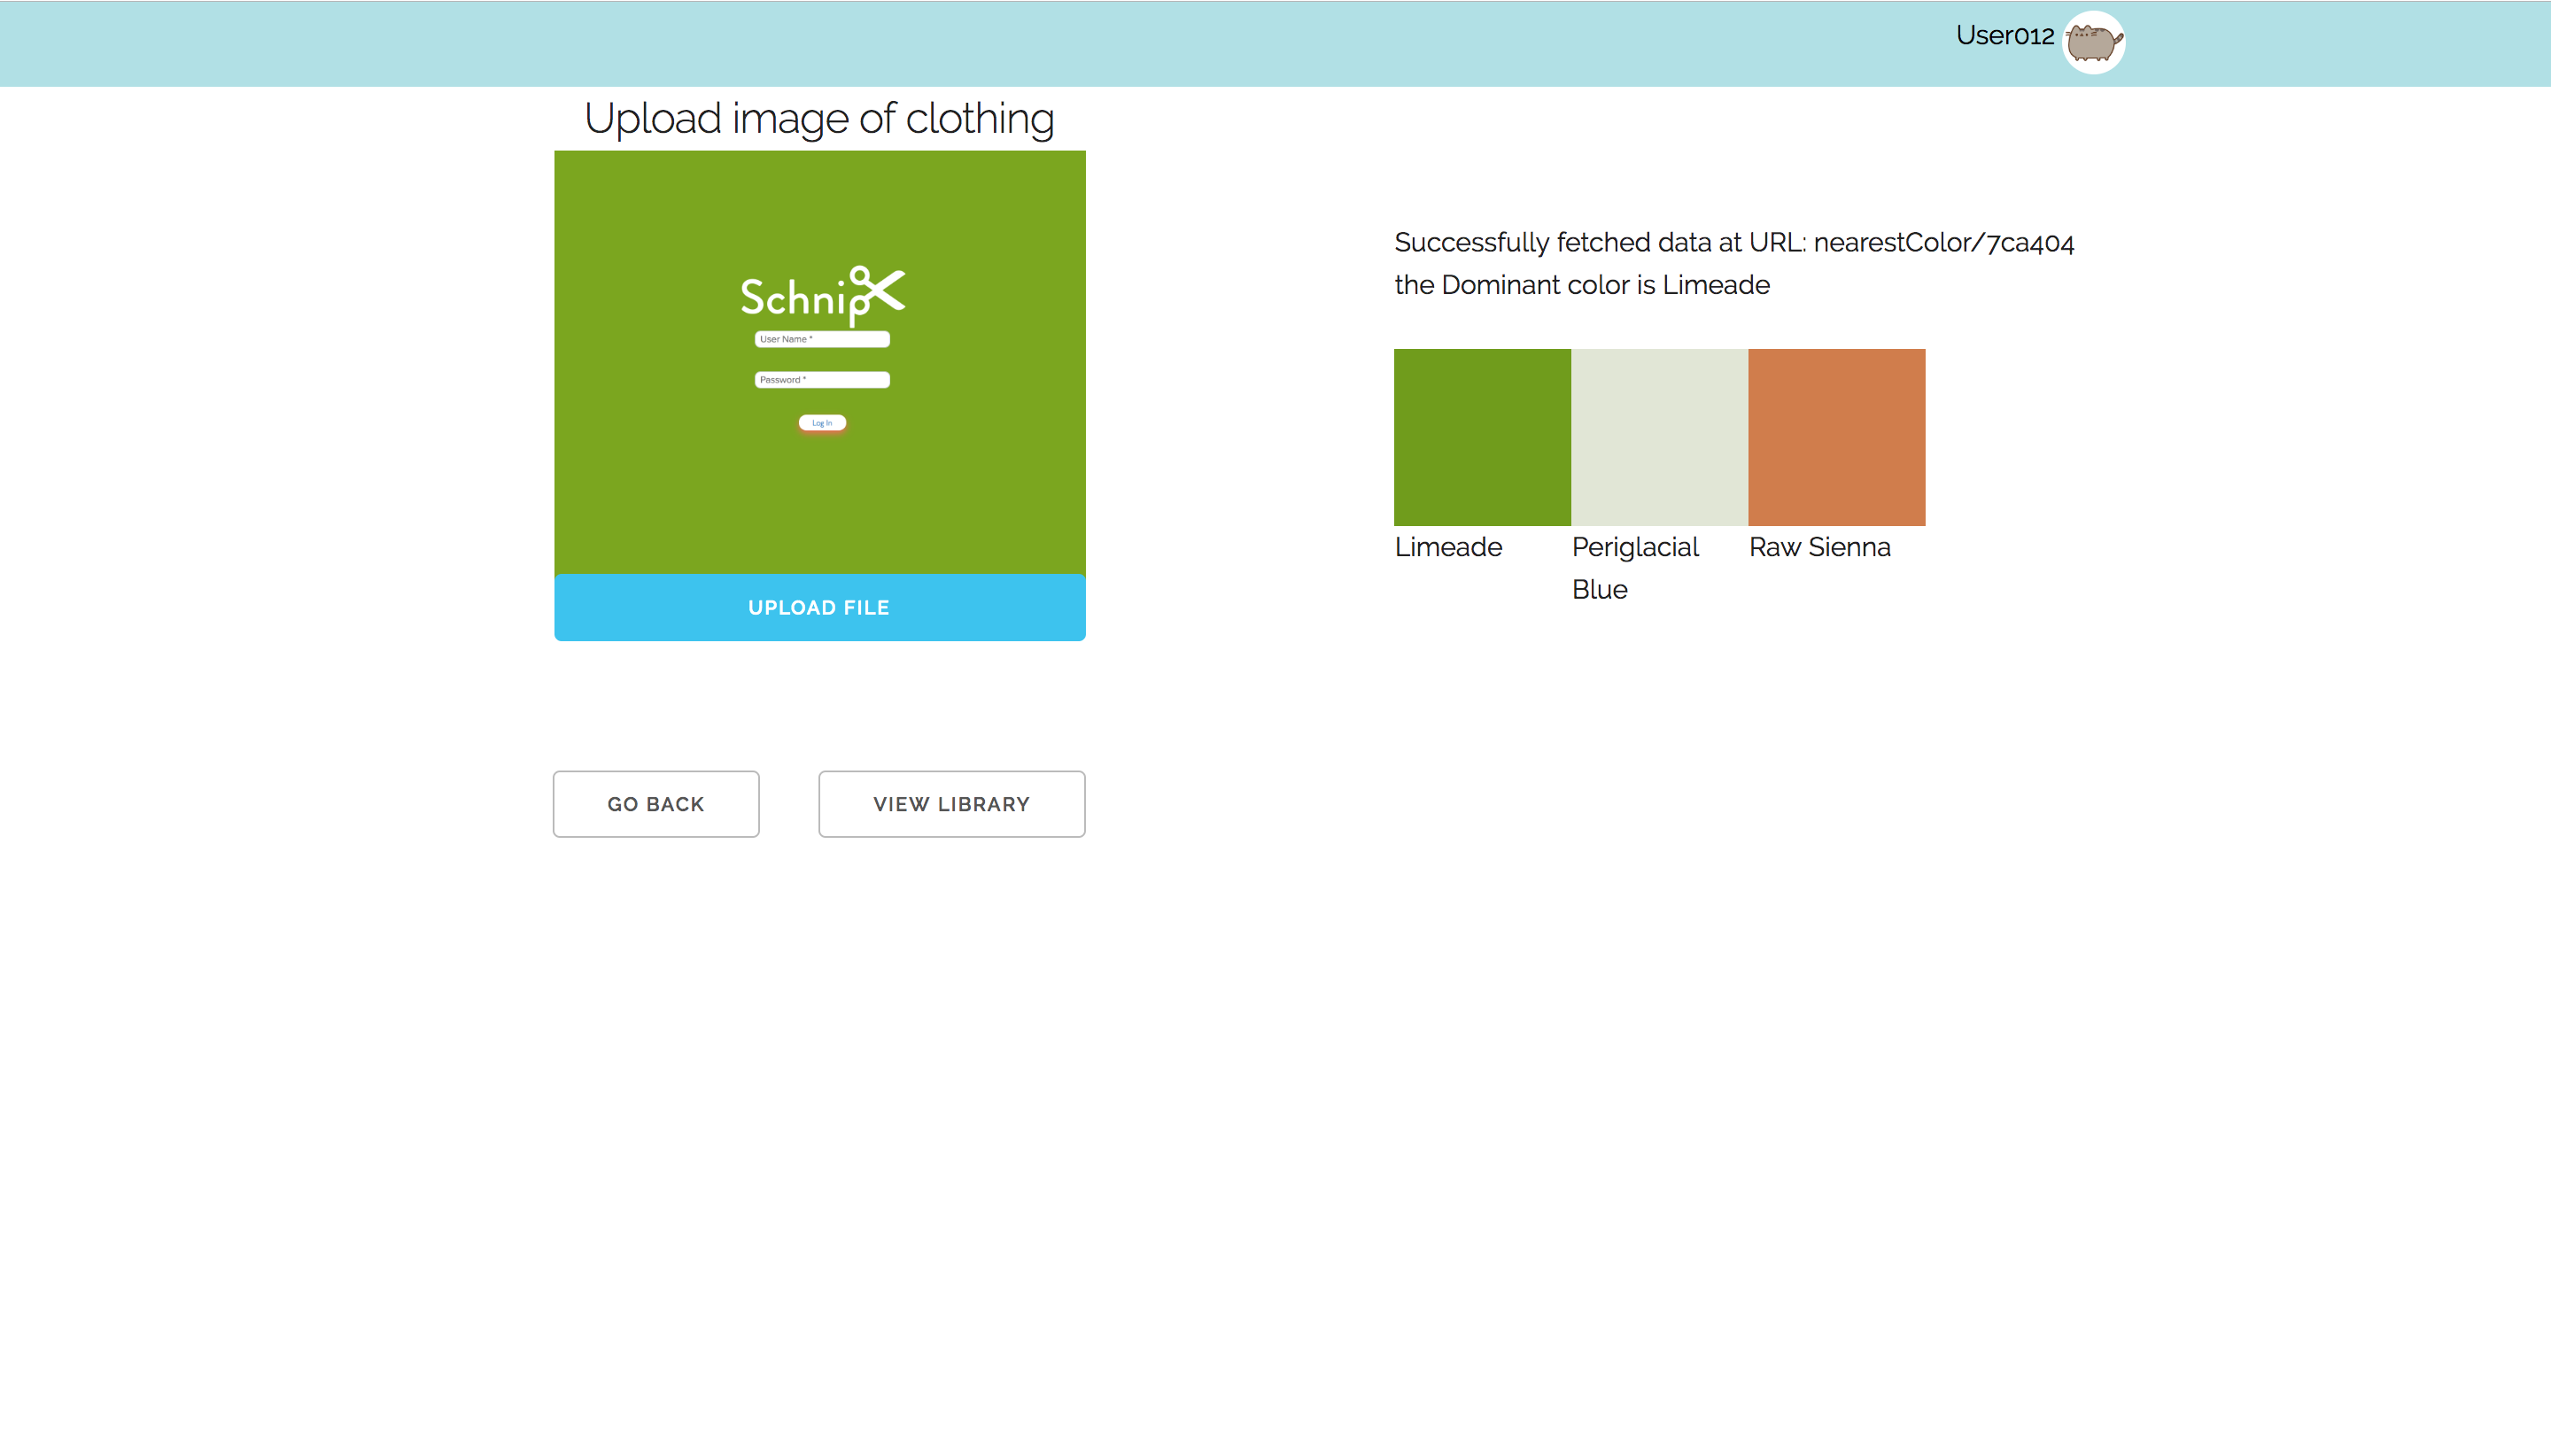 User012
Upload image of clothing
Schnip
User Name *
Password *
Log In
UPLOAD FILE
GO BACK
VIEW LIBRARY
Successfully fetched data at URL: nearestColor/7ca404
the Dominant color is Limeade
Limeade
Periglacial
Blue
Raw Sienna